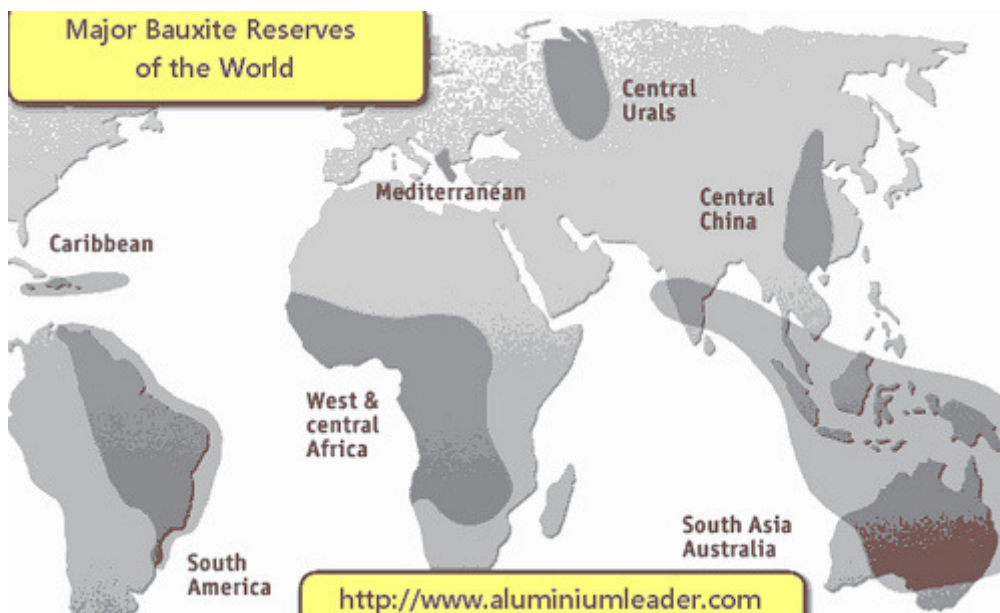 Major Bauxite Reserves
of the World
Central
Urals
Mediterranean
Central
China
Caribbean
West &
central
Africa
South Asia
Australia
South
America
http://www.aluminiumleader.com